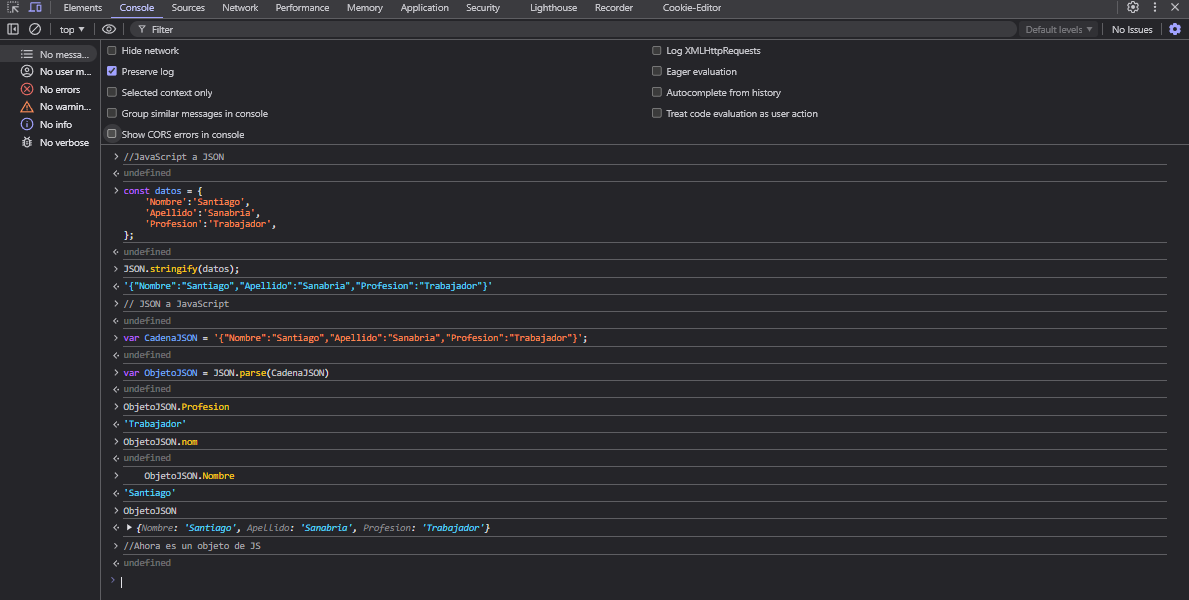 Elements Console Sources Network Performance Memory Application Security Lighthouse Recorder Cookie-Editor
top Filter Default levels No Issues
No messa...
No user m...
No errors
No warnin...
No info
No verbose
Hide network Log XMLHttpRequests
Preserve log Eager evaluation
Selected context only Autocomplete from history
Group similar messages in console Treat code evaluation as user action
Show CORS errors in console
//JavaScript a JSON
undefined
const datos = {
'Nombre':'Santiago',
'Apellido':'Sanabria',
'Profesion':'Trabajador',
};
undefined
JSON.stringify(datos);
'{"Nombre":"Santiago","Apellido":"Sanabria","Profesion":"Trabajador"}'
// JSON a JavaScript
undefined
var CadenaJSON = '{"Nombre":"Santiago","Apellido":"Sanabria","Profesion":"Trabajador"}';
undefined
var ObjetoJSON = JSON.parse(CadenaJSON)
undefined
ObjetoJSON.Profesion
'Trabajador'
ObjetoJSON.nom
undefined
ObjetoJSON.Nombre
'Santiago'
ObjetoJSON
{Nombre: 'Santiago', Apellido: 'Sanabria', Profesion: 'Trabajador'}
//Ahora es un objeto de JS
undefined